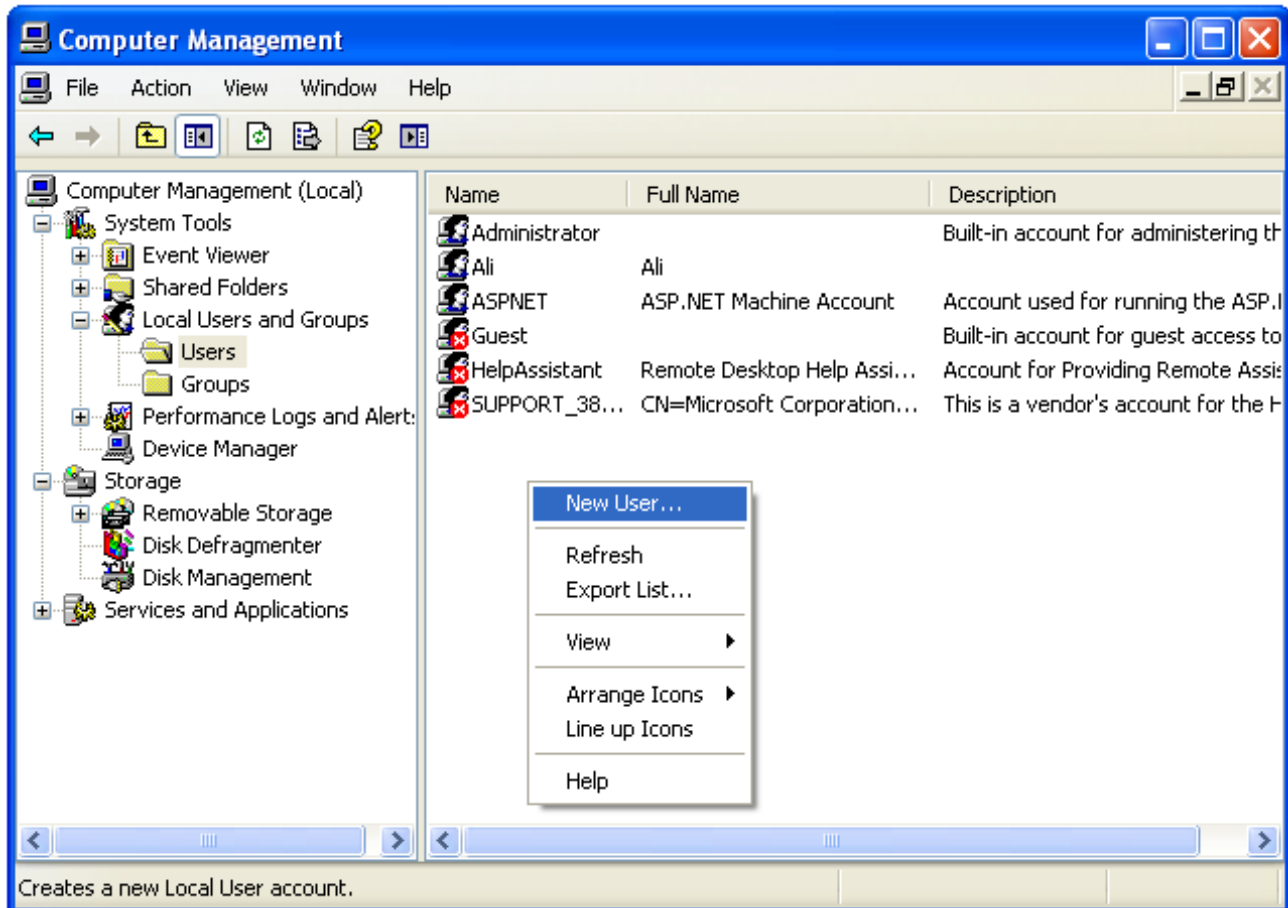 Computer Management
File Action View Window Help
Computer Management (Local)
System Tools
Event Viewer
Shared Folders
Local Users and Groups
Users
Groups
Performance Logs and Alert
Device Manager
Storage
Removable Storage
Disk Defragmenter
Disk Management
Services and Applications
Name Full Name Description
Administrator Built-in account for administering th
Ali Ali
ASPNET ASP.NET Machine Account Account used for running the ASP.
Guest Built-in account for guest access to
HelpAssistant Remote Desktop Help Assi... Account for Providing Remote Assis
SUPPORT_38... CN=Microsoft Corporation... This is a vendor's account for the H
New User...
Refresh
Export List...
View
Arrange Icons
Line up Icons
Help
Creates a new Local User account.